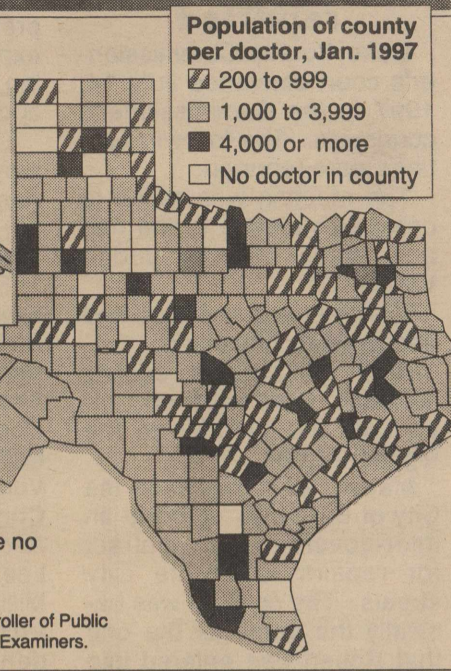 Population of county
per doctor, Jan. 1997
200 to 999
1,000 to 3,999
4,000 or more
No doctor in county
e no
roller of Public
Examiners.